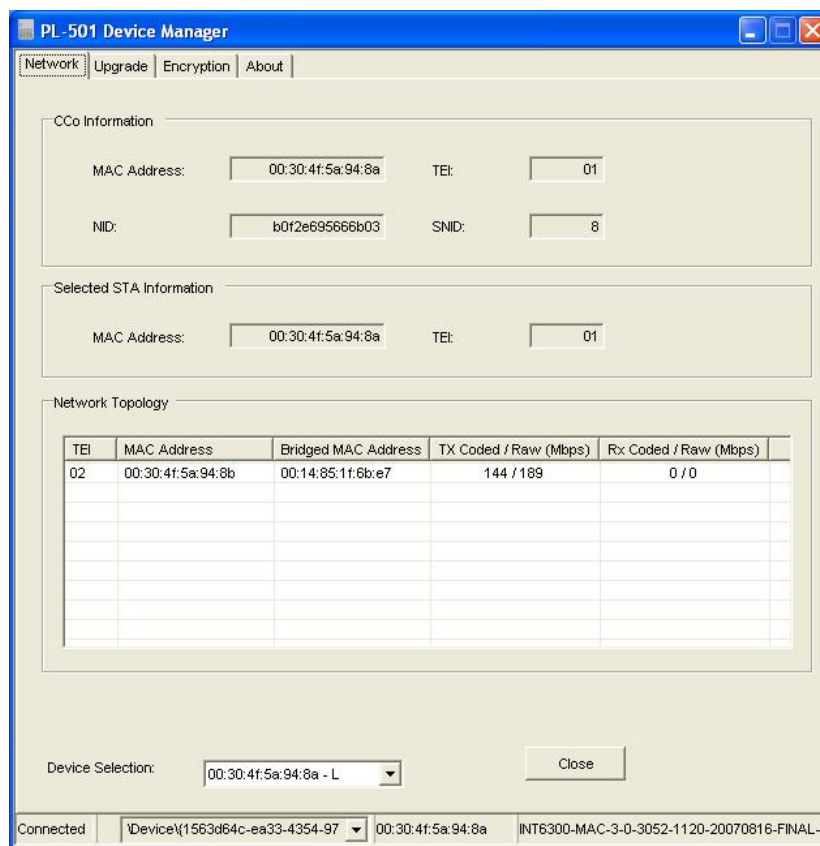 PL-501 Device Manager
Network Upgrade Encryption About
CCo Information
MAC Address: 00:30:4f:5a:94:8a TEI: 01
NID: b0f2e695666b03 SNID: 8
Selected STA Information
MAC Address: 00:30:4f:5a:94:8a TEI: 01
Network Topology
TEI MAC Address Bridged MAC Address TX Coded / Raw (Mbps) Rx Coded / Raw (Mbps)
02 00:30:4f:5a:94:8b 00:14:85:1f:6b:e7 144 / 189 0 / 0
Device Selection: 00:30:4f:5a:94:8a - L Close
Connected \Device\{1563d64c-ea33-4354-97 00:30:4f:5a:94:8a INT6300-MAC-3-0-3052-1120-20070816-FINAL-